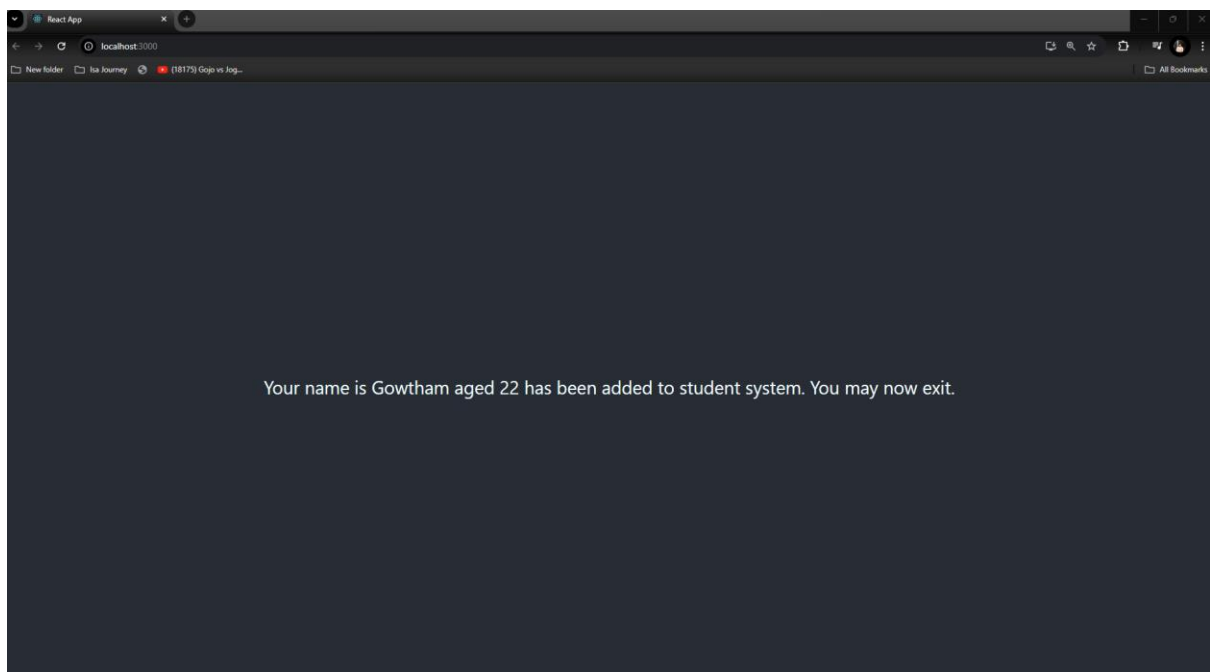 React App
localhost:3000
New folder Isa Journey (18175) Gojo vs Jog... All Bookmarks
Your name is Gowtham aged 22 has been added to student system. You may now exit.